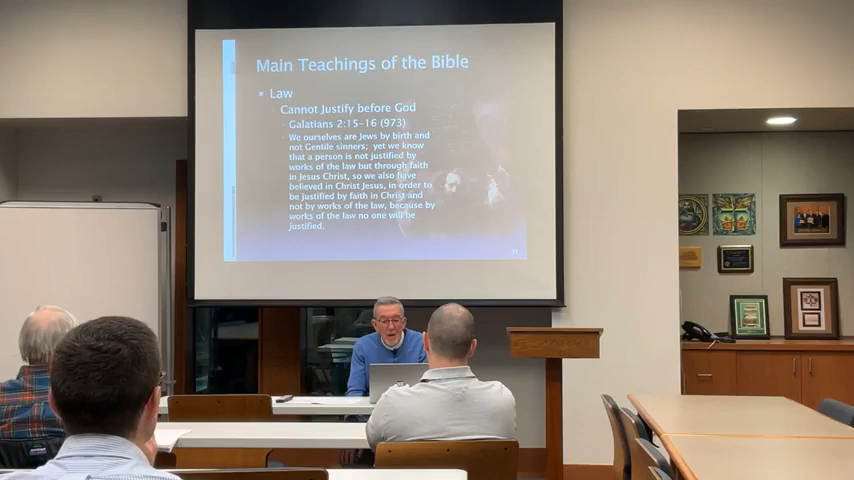 Main Teachings of the Bible
Law
Cannot Justify before God
Galatians 2:15-16 (973)
We ourselves are Jews by birth and
not Gentile sinners; yet we know
that a person is not justified by
works of the law but through faith
in Jesus Christ, so we also have
believed in Christ Jesus, in order to
be justified by faith in Christ and
not by works of the law, because by
works of the law no one will be
justified.